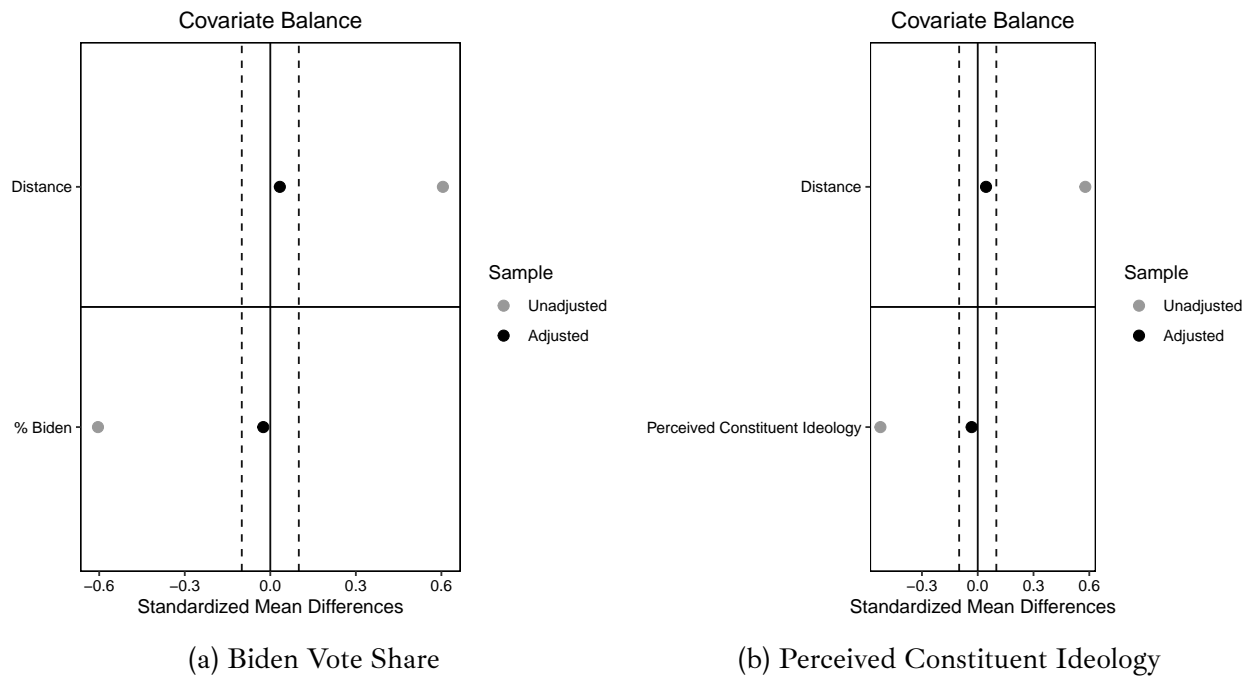 Covariate Balance
Distance
% Biden
−0.6 −0.3 0.0 0.3 0.6
Standardized Mean Differences
Sample
Unadjusted
Adjusted
(a) Biden Vote Share
Covariate Balance
Distance
Perceived Constituent Ideology
−0.3 0.0 0.3 0.6
Standardized Mean Differences
Sample
Unadjusted
Adjusted
(b) Perceived Constituent Ideology